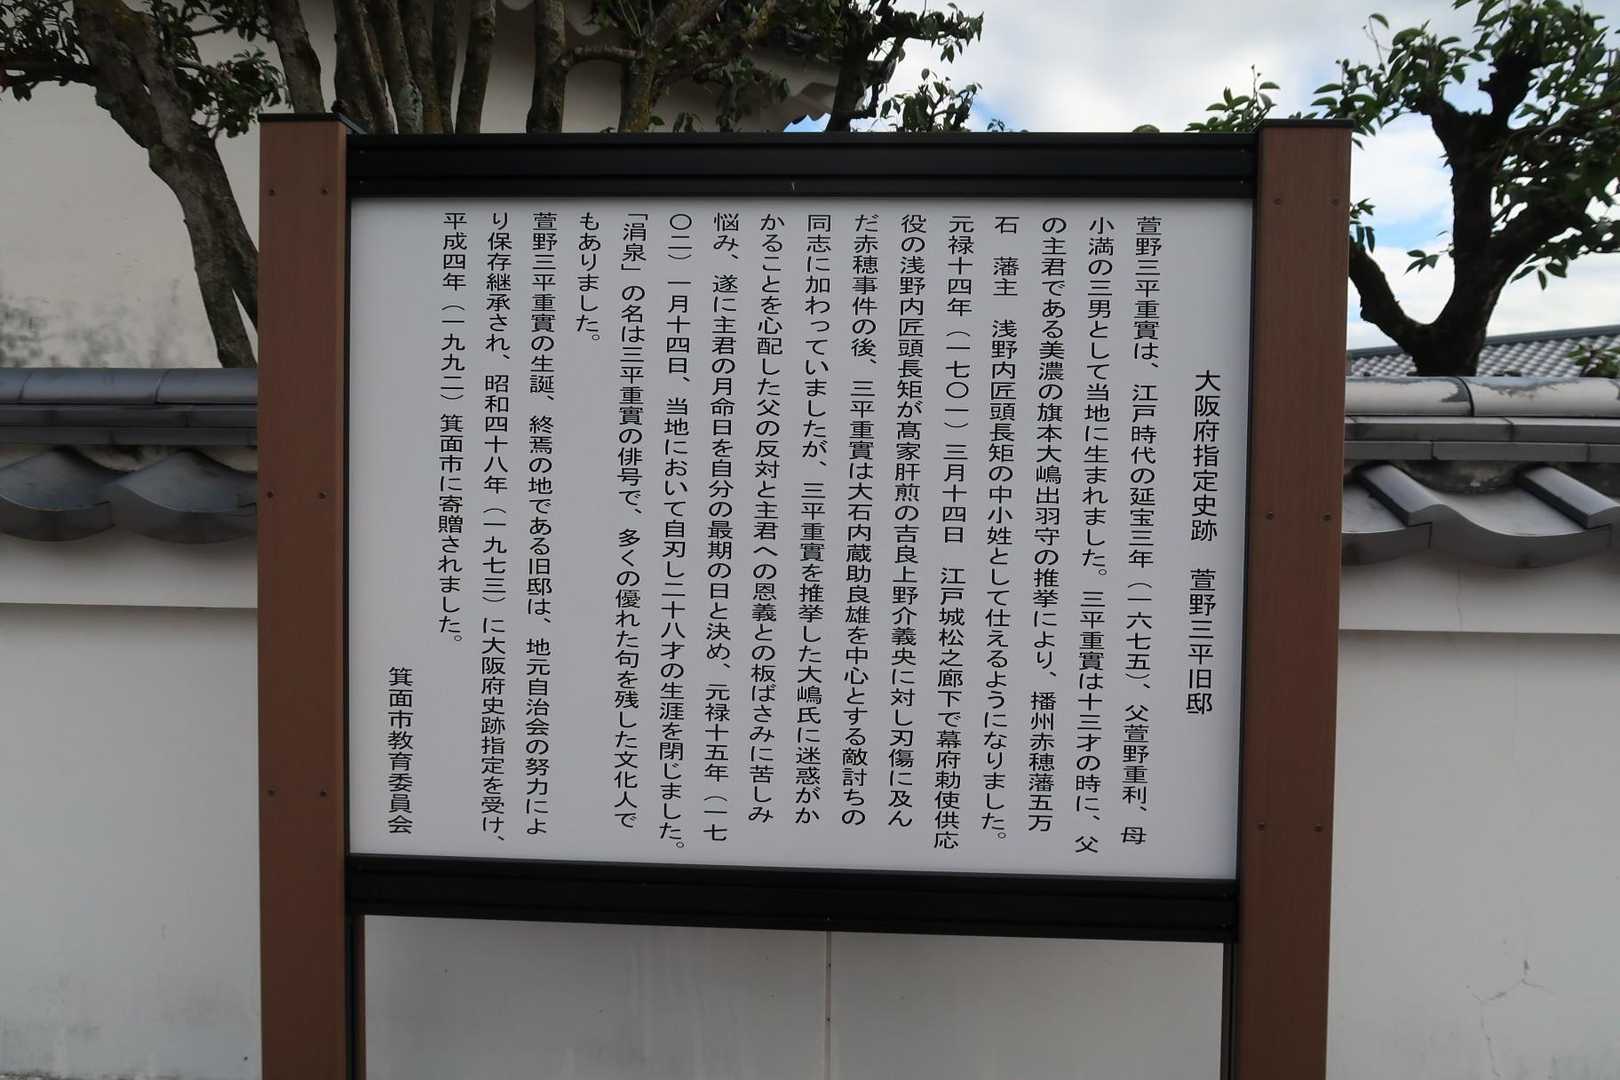 大阪府指定史跡　萱野三平旧邸
萱野三平重實は、江戸時代の延宝三年（一六七五）、父萱野重利、母
小満の三男として当地に生まれました。三平重實は十三才の時に、父
の主君である美濃の旗本大嶋出羽守の推挙により、播州赤穂藩五万
石　藩主　浅野内匠頭長矩の中小姓として仕えるようになりました。
元禄十四年（一七〇一）三月十四日　江戸城松之廊下で幕府勅使供応
役の浅野内匠頭長矩が髙家肝煎の吉良上野介義央に対し刃傷に及ん
だ赤穂事件の後、三平重實は大石内蔵助良雄を中心とする敵討ちの
同志に加わっていましたが、三平重實を推挙した大嶋氏に迷惑がか
かることを心配した父の反対と主君への恩義との板ばさみに苦しみ
悩み、遂に主君の月命日を自分の最期の日と決め、元禄十五年（一七
〇二）一月十四日、当地において自刃し二十八才の生涯を閉じました。
「涓泉」の名は三平重實の俳号で、多くの優れた句を残した文化人で
もありました。
萱野三平重實の生誕、終焉の地である旧邸は、地元自治会の努力によ
り保存継承され、昭和四十八年（一九七三）に大阪府史跡指定を受け、
平成四年（一九九二）箕面市に寄贈されました。
箕面市教育委員会